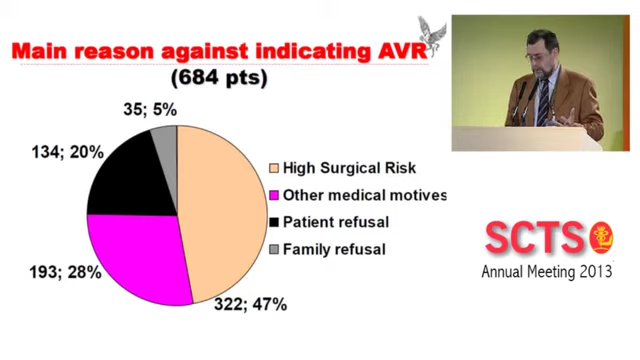 Main reason against indicating AVR
(684 pts)
35; 5%
134; 20%
193; 28%
322; 47%
High Surgical Risk
Other medical motives
Patient refusal
Family refusal
SCTS
Annual Meeting 2013